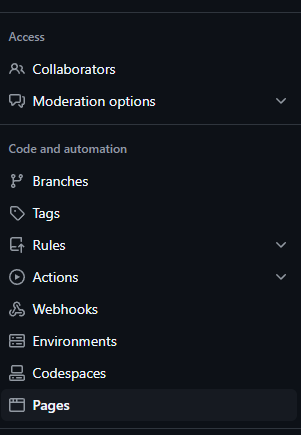 Access
Collaborators
Moderation options
Code and automation
Branches
Tags
Rules
Actions
Webhooks
Environments
Codespaces
Pages